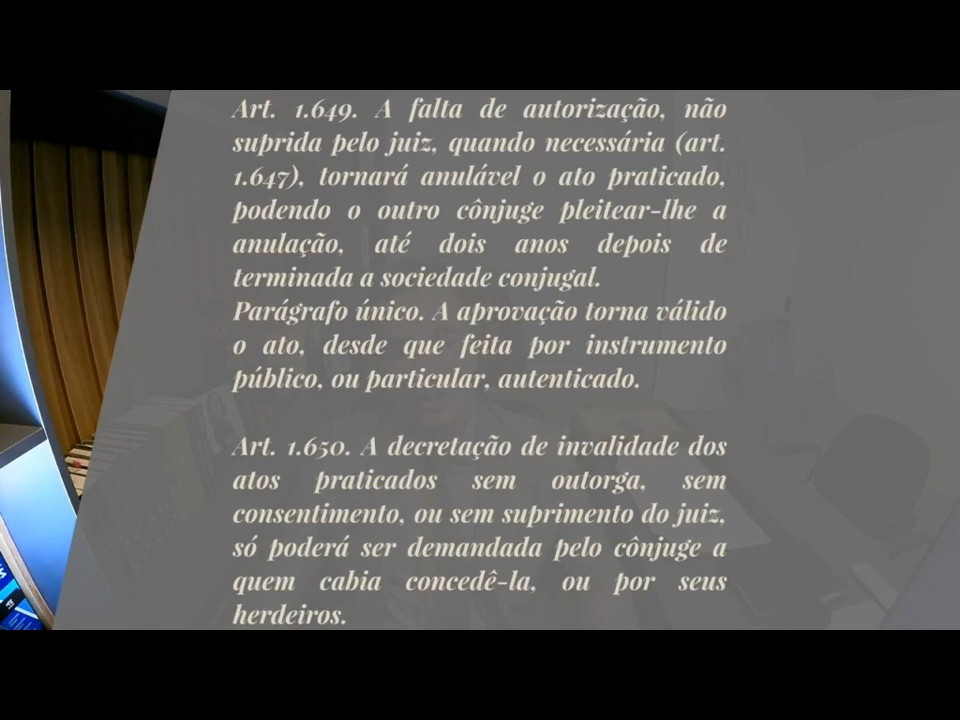 Art. 1.649. A falta de autorização, não
suprida pelo juiz, quando necessária (art.
1.647), tornará anulável o ato praticado,
podendo o outro cônjuge pleitear-lhe a
anulação, até dois anos depois de
terminada a sociedade conjugal.
Parágrafo único. A aprovação torna válido
o ato, desde que feita por instrumento
público, ou particular, autenticado.
Art. 1.650. A decretação de invalidade dos
atos praticados sem outorga, sem
consentimento, ou sem suprimento do juiz,
só poderá ser demandada pelo cônjuge a
quem cabia concedê-la, ou por seus
herdeiros.